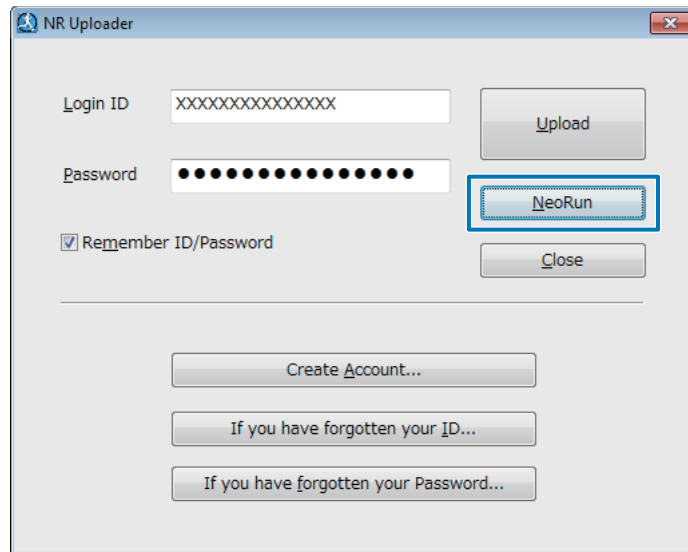 NR Uploader
Login ID
XXXXXXXXXXXXXXX
Upload
Password
●●●●●●●●●●●●●●●
NeoRun
Remember ID/Password
Close
Create Account...
If you have forgotten your ID...
If you have forgotten your Password...